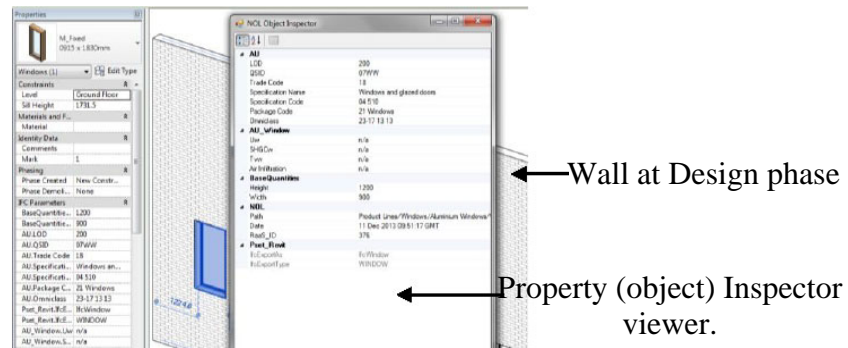 Properties
M_Fixed
0915 x 1830mm
Windows (1)
Edit Type
Constraints
Level Ground Floor
Sill Height 1731.5
Materials and F...
Material
Identity Data
Comments
Mark 1
Phasing
Phase Created New Constr...
Phase Demoli... None
IFC Parameters
BaseQuantitie... 1200
BaseQuantitie... 900
AU.LOD 200
AU.QSID 07WW
AU.Trade Code 18
AU.Specificati... Windows an...
AU.Specificati... 04 510
AU.Package C... 21 Windows
AU.Omniclass 23-17 13 13
Pset_Revit.IfcE... IfcWindow
Pset_Revit.IfcE... WINDOW
AU_Window.Uw n/a
AU_Window.S... n/a
1224.0
NOL Object Inspector
AU
LOD 200
QSID 07WW
Trade Code 18
Specification Name Windows and glazed doors
Specification Code 04 510
Package Code 21 Windows
Omniclass 23-17 13 13
AU_Window
Uw n/a
SHGCw n/a
Tvw n/a
Air Infiltration n/a
BaseQuantities
Height 1200
Width 900
NOL
Path Product Lines/Windows/Aluminium Windows/
Date 11 Dec 2013 09:51:17 GMT
RaaS_ID 376
Pset_Revit
IfcExportAs IfcWindow
IfcExportType WINDOW
Wall at Design phase
Property (object) Inspector
viewer.